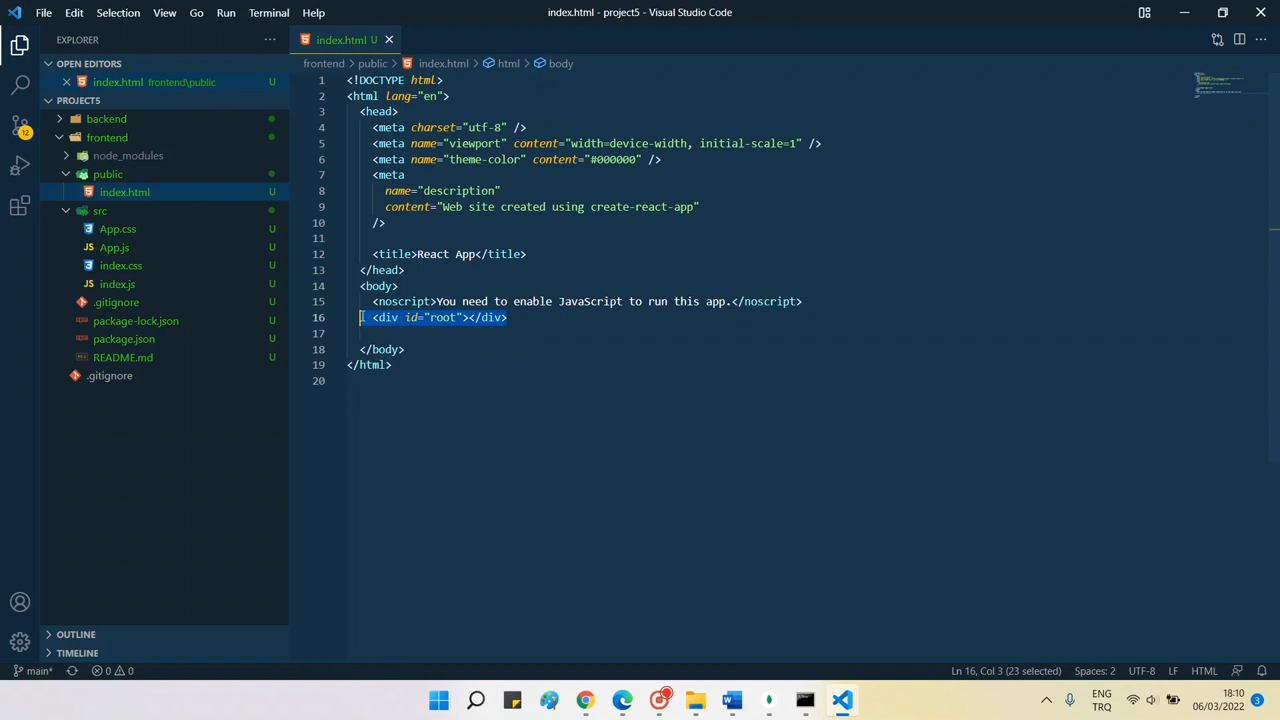 File Edit Selection View Go Run Terminal Help
index.html - project5 - Visual Studio Code
EXPLORER
index.html U
OPEN EDITORS
frontend > public > index.html > html > body
index.html frontend\public U
PROJECT5
backend
frontend
node_modules
public
index.html U
src
App.css U
App.js U
index.css U
index.js U
.gitignore U
package-lock.json U
package.json U
README.md U
.gitignore
12
1 <!DOCTYPE html>
2 <html lang="en">
3 <head>
4 <meta charset="utf-8" />
5 <meta name="viewport" content="width=device-width, initial-scale=1" />
6 <meta name="theme-color" content="#000000" />
7 <meta
8 name="description"
9 content="Web site created using create-react-app"
10 />
11
12 <title>React App</title>
13 </head>
14 <body>
15 <noscript>You need to enable JavaScript to run this app.</noscript>
16 <div id="root"></div>
17
18 </body>
19 </html>
20
OUTLINE
TIMELINE
main* 0 0
Ln 16, Col 3 (23 selected) Spaces: 2 UTF-8 LF HTML
ENG
TRQ
18:10
06/03/2022
3